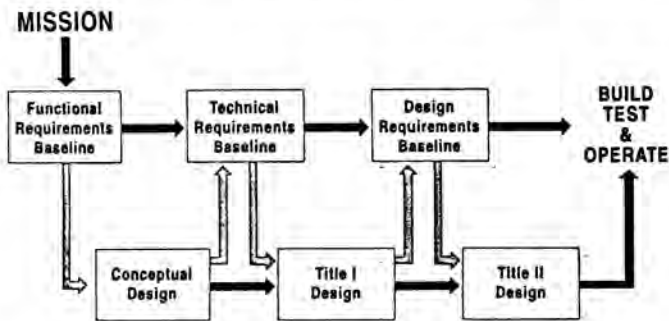 MISSION
Functional
Requirements
Baseline
Technical
Requirements
Baseline
Design
Requirements
Baseline
BUILD
TEST
&
OPERATE
Conceptual
Design
Title I
Design
Title II
Design